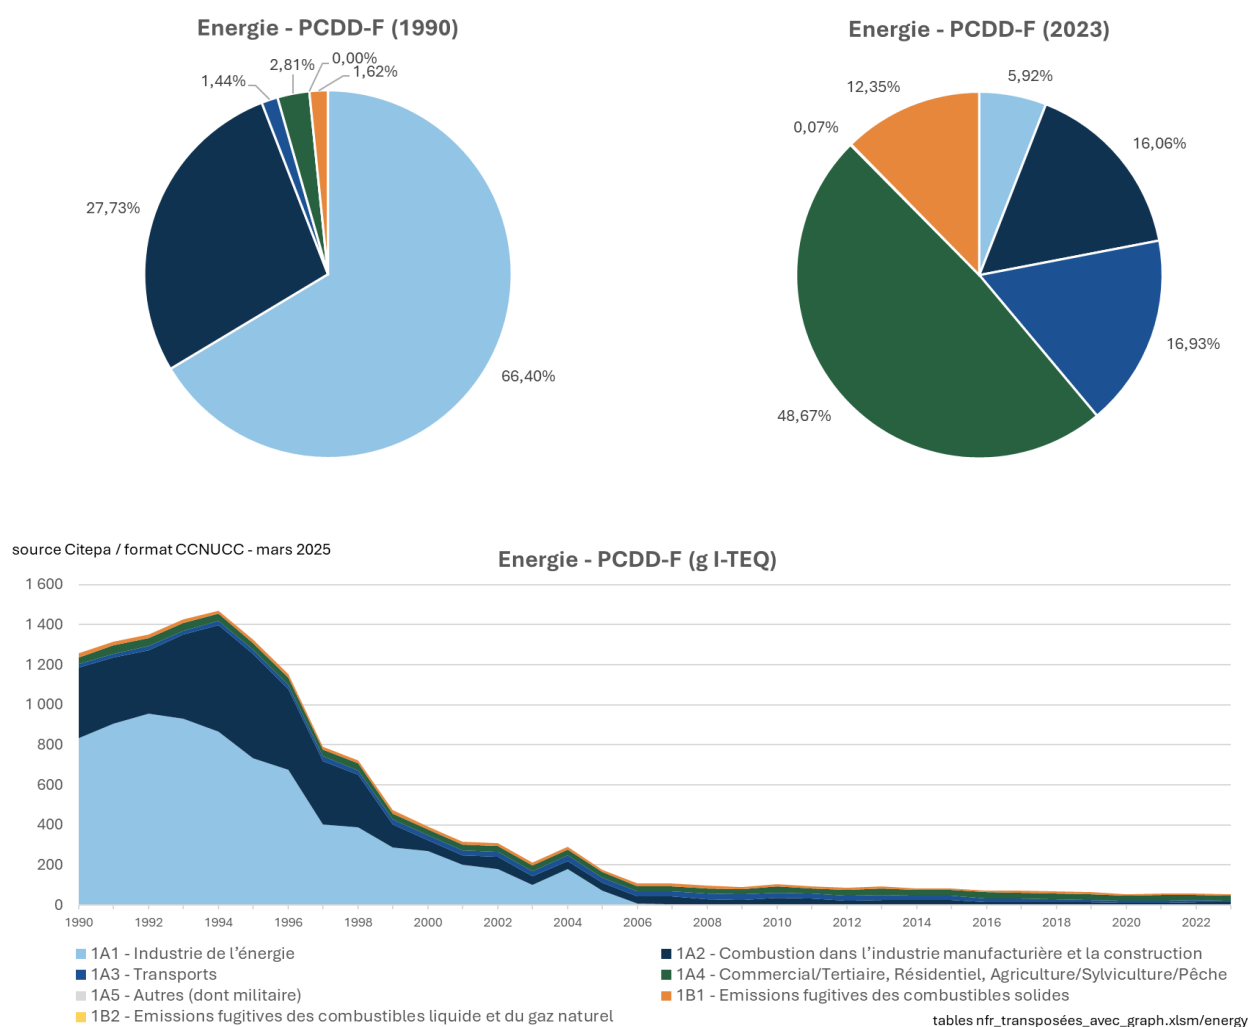 Energie - PCDD-F (1990)
2,81%
0,00%
1,44%
1,62%
27,73%
66,40%
Energie - PCDD-F (2023)
12,35%
5,92%
0,07%
16,06%
16,93%
48,67%
source Citepa / format CCNUCC - mars 2025
Energie - PCDD-F (g I-TEQ)
1 600
1 400
1 200
1 000
800
600
400
200
0
1990 1992 1994 1996 1998 2000 2002 2004 2006 2008 2010 2012 2014 2016 2018 2020 2022
1A1 - Industrie de l’énergie
1A2 - Combustion dans l’industrie manufacturière et la construction
1A3 - Transports
1A4 - Commercial/Tertiaire, Résidentiel, Agriculture/Sylviculture/Pêche
1A5 - Autres (dont militaire)
1B1 - Emissions fugitives des combustibles solides
1B2 - Emissions fugitives des combustibles liquide et du gaz naturel
tables nfr_transposées_avec_graph.xlsm/energy